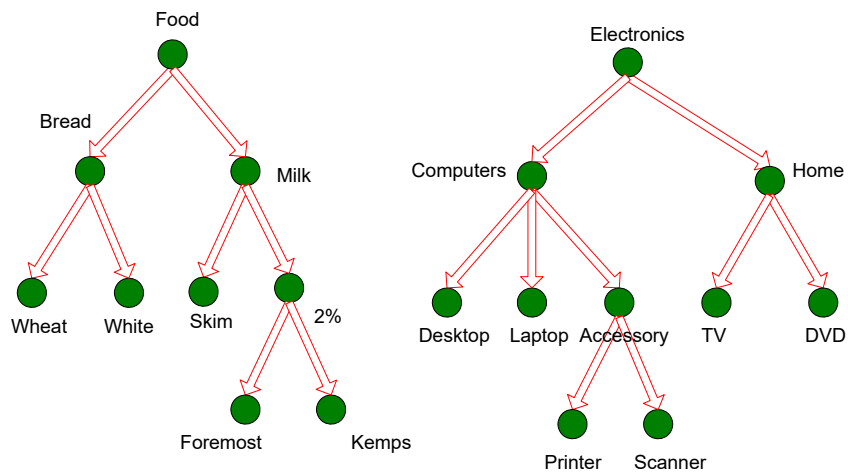 Food
Electronics
Bread
Milk
Computers
Home
Wheat
White
Skim
2%
Desktop
Laptop
Accessory
TV
DVD
Foremost
Kemps
Printer
Scanner